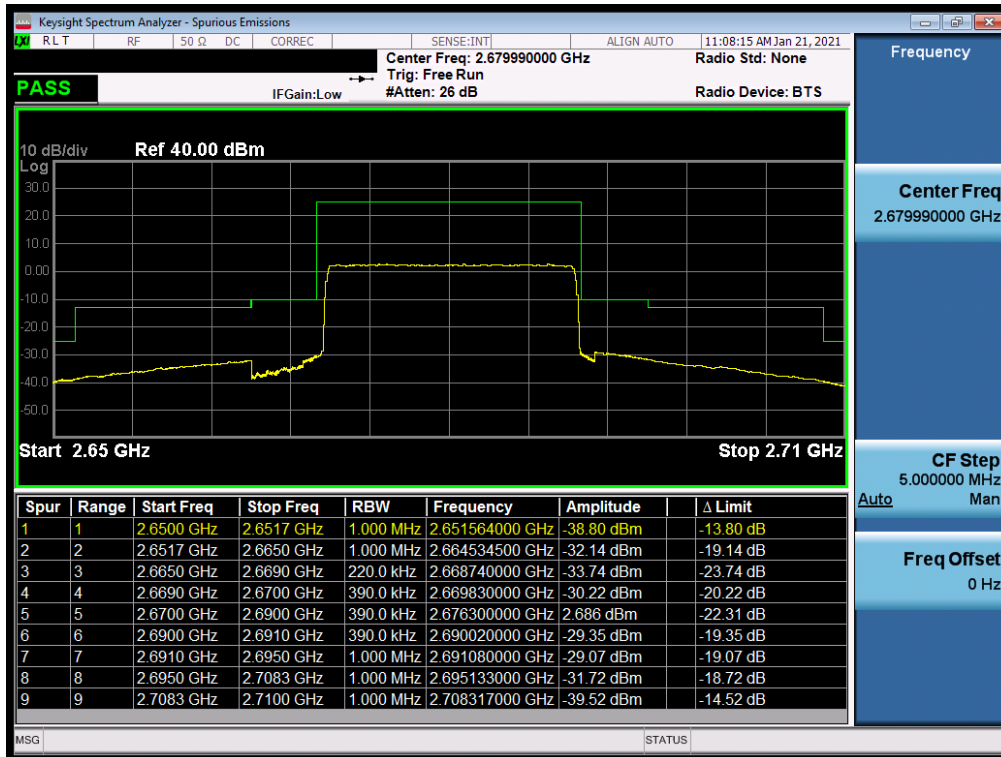 Keysight Spectrum Analyzer - Spurious Emissions
LXI RLT RF 50 Ω DC CORREC SENSE:INT ALIGN AUTO 11:08:15 AM Jan 21, 2021
Center Freq: 2.679990000 GHz Radio Std: None
Trig: Free Run
PASS IFGain:Low #Atten: 26 dB Radio Device: BTS
10 dB/div Ref 40.00 dBm
Log
30.0
20.0
10.0
0.00
-10.0
-20.0
-30.0
-40.0
-50.0
Start 2.65 GHz Stop 2.71 GHz
Spur Range Start Freq Stop Freq RBW Frequency Amplitude Δ Limit
1 1 2.6500 GHz 2.6517 GHz 1.000 MHz 2.651564000 GHz -38.80 dBm -13.80 dB
2 2 2.6517 GHz 2.6650 GHz 1.000 MHz 2.664534500 GHz -32.14 dBm -19.14 dB
3 3 2.6650 GHz 2.6690 GHz 220.0 kHz 2.668740000 GHz -33.74 dBm -23.74 dB
4 4 2.6690 GHz 2.6700 GHz 390.0 kHz 2.669830000 GHz -30.22 dBm -20.22 dB
5 5 2.6700 GHz 2.6900 GHz 390.0 kHz 2.676300000 GHz 2.686 dBm -22.31 dB
6 6 2.6900 GHz 2.6910 GHz 390.0 kHz 2.690020000 GHz -29.35 dBm -19.35 dB
7 7 2.6910 GHz 2.6950 GHz 1.000 MHz 2.691080000 GHz -29.07 dBm -19.07 dB
8 8 2.6950 GHz 2.7083 GHz 1.000 MHz 2.695133000 GHz -31.72 dBm -18.72 dB
9 9 2.7083 GHz 2.7100 GHz 1.000 MHz 2.708317000 GHz -39.52 dBm -14.52 dB
MSG STATUS
Frequency
Center Freq
2.679990000 GHz
CF Step
5.000000 MHz
Auto Man
Freq Offset
0 Hz